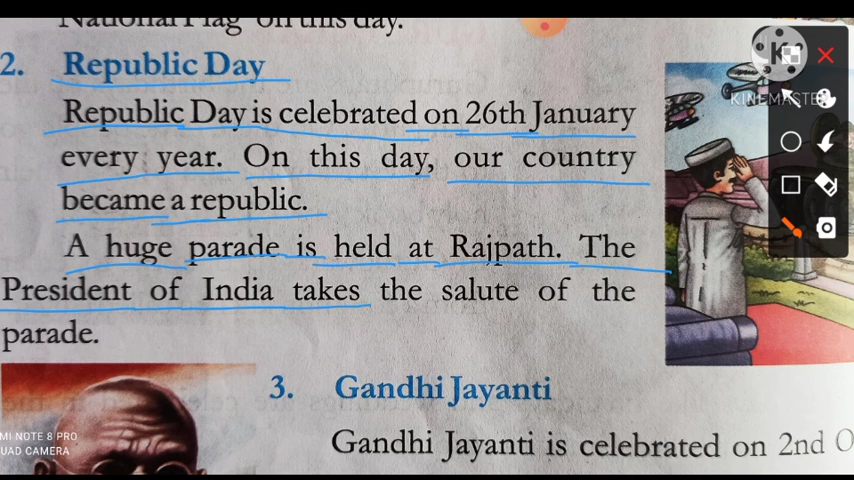 National Flag on this day.
2. Republic Day
Republic Day is celebrated on 26th January
every year. On this day, our country
became a republic.
A huge parade is held at Rajpath. The
President of India takes the salute of the
parade.
3. Gandhi Jayanti
Gandhi Jayanti is celebrated on 2nd O
K
KINEMASTER
MI NOTE 8 PRO
UAD CAMERA